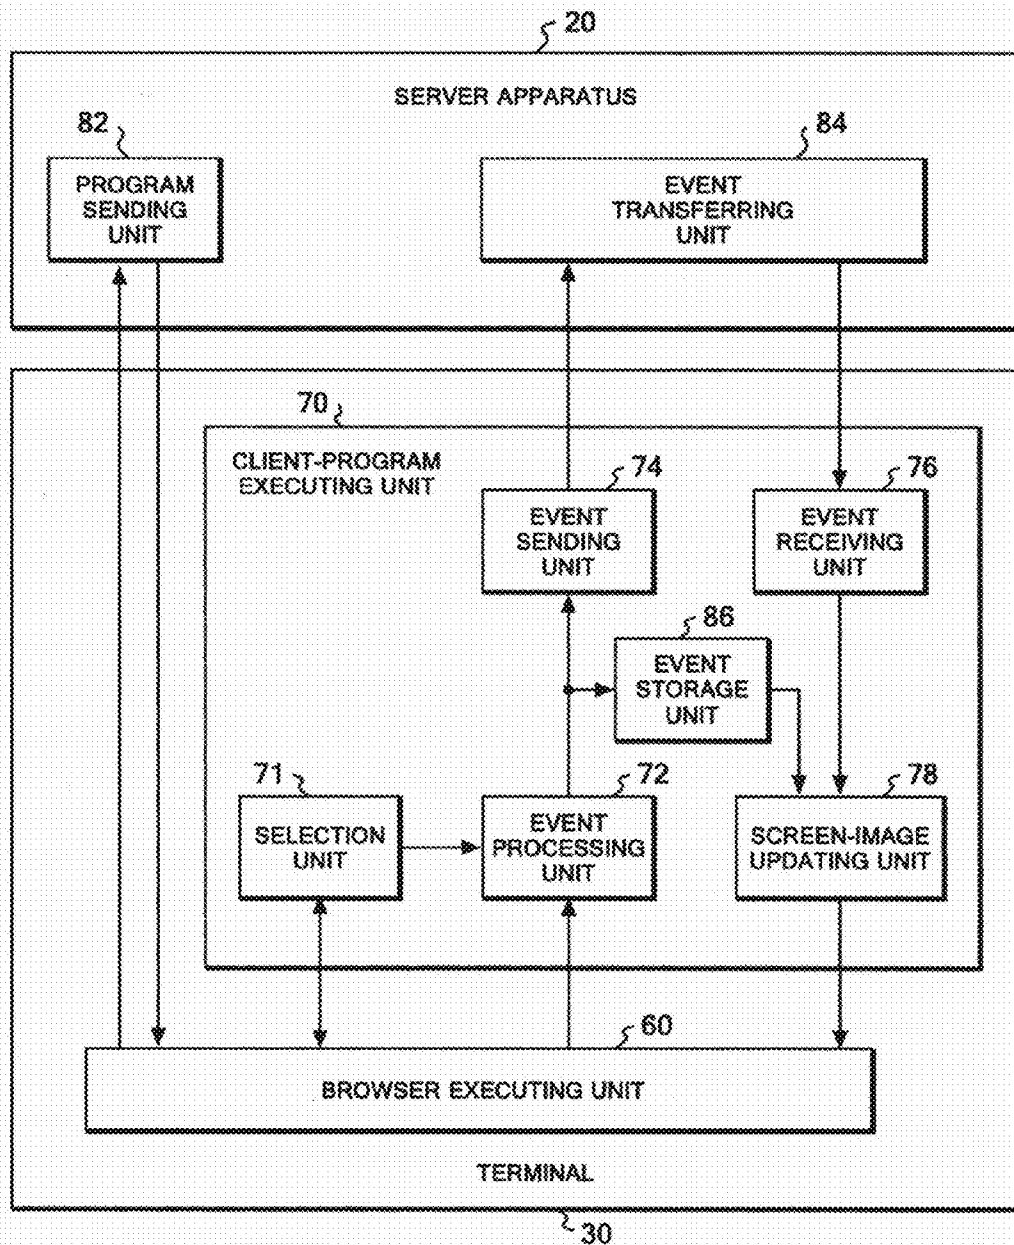 20
SERVER APPARATUS
82
84
PROGRAM
SENDING
UNIT
EVENT
TRANSFERRING
UNIT
70
CLIENT-PROGRAM
EXECUTING UNIT
74
76
EVENT
SENDING
UNIT
EVENT
RECEIVING
UNIT
86
EVENT
STORAGE
UNIT
71
72
78
SELECTION
UNIT
EVENT
PROCESSING
UNIT
SCREEN-IMAGE
UPDATING UNIT
60
BROWSER EXECUTING UNIT
TERMINAL
30